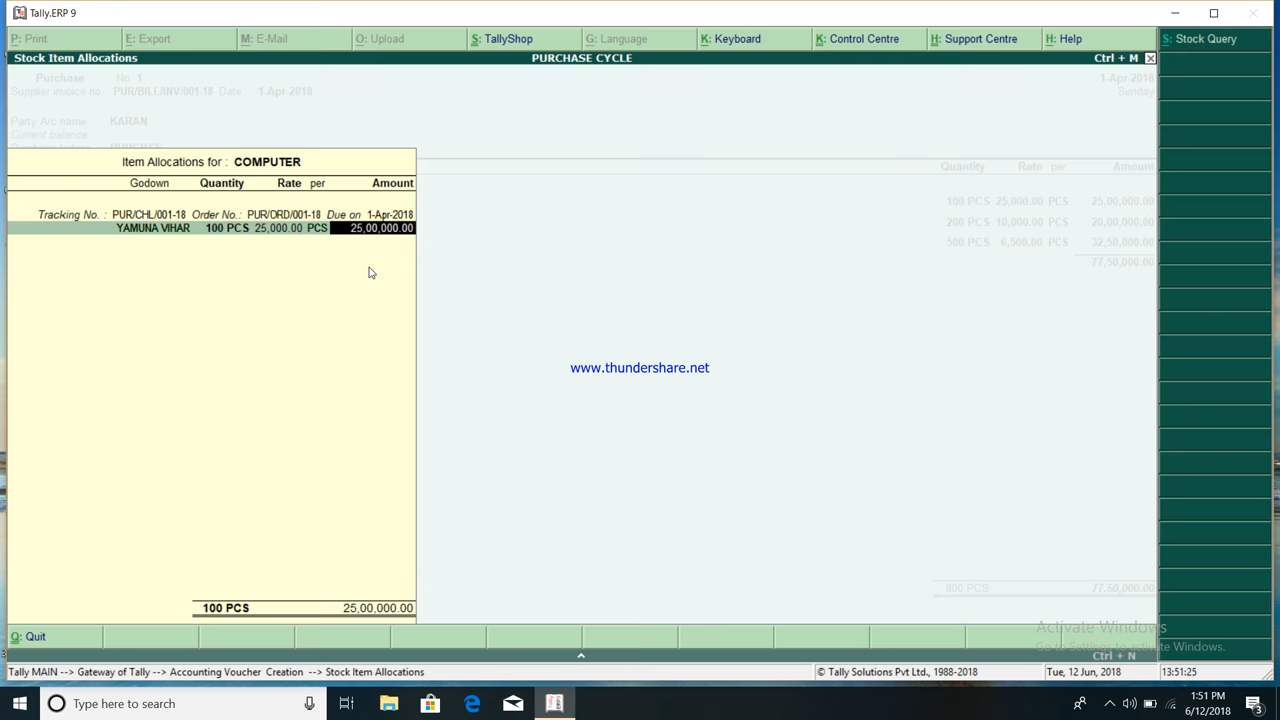 Tally.ERP 9
P: Print E: Export M: E-Mail O: Upload S: TallyShop G: Language K: Keyboard K: Control Centre H: Support Centre H: Help S: Stock Query
Stock Item Allocations PURCHASE CYCLE Ctrl + M
Purchase No. 1 1-Apr-2018
Supplier invoice no PUR/BILL/INV/001-18 Date 1-Apr-2018 Sunday
Party A/c name KARAN
Current balance
Item Allocations for : COMPUTER
Quantity Rate per Amount
Godown Quantity Rate per Amount
100 PCS 25,000.00 PCS 25,00,000.00
Tracking No. : PUR/CHL/001-18 Order No.: PUR/ORD/001-18 Due on 1-Apr-2018
YAMUNA VIHAR 100 PCS 25,000.00 PCS 25,00,000.00
200 PCS 10,000.00 PCS 20,00,000.00
500 PCS 6,500.00 PCS 32,50,000.00
77,50,000.00
www.thundershare.net
800 PCS 77,50,000.00
100 PCS 25,00,000.00
Activate Windows
Go to Settings to activate Windows.
Q: Quit
Ctrl + N
Tally MAIN --> Gateway of Tally --> Accounting Voucher Creation --> Stock Item Allocations © Tally Solutions Pvt Ltd., 1988-2018 Tue, 12 Jun, 2018 13:51:25
Type here to search
1:51 PM
6/12/2018
3